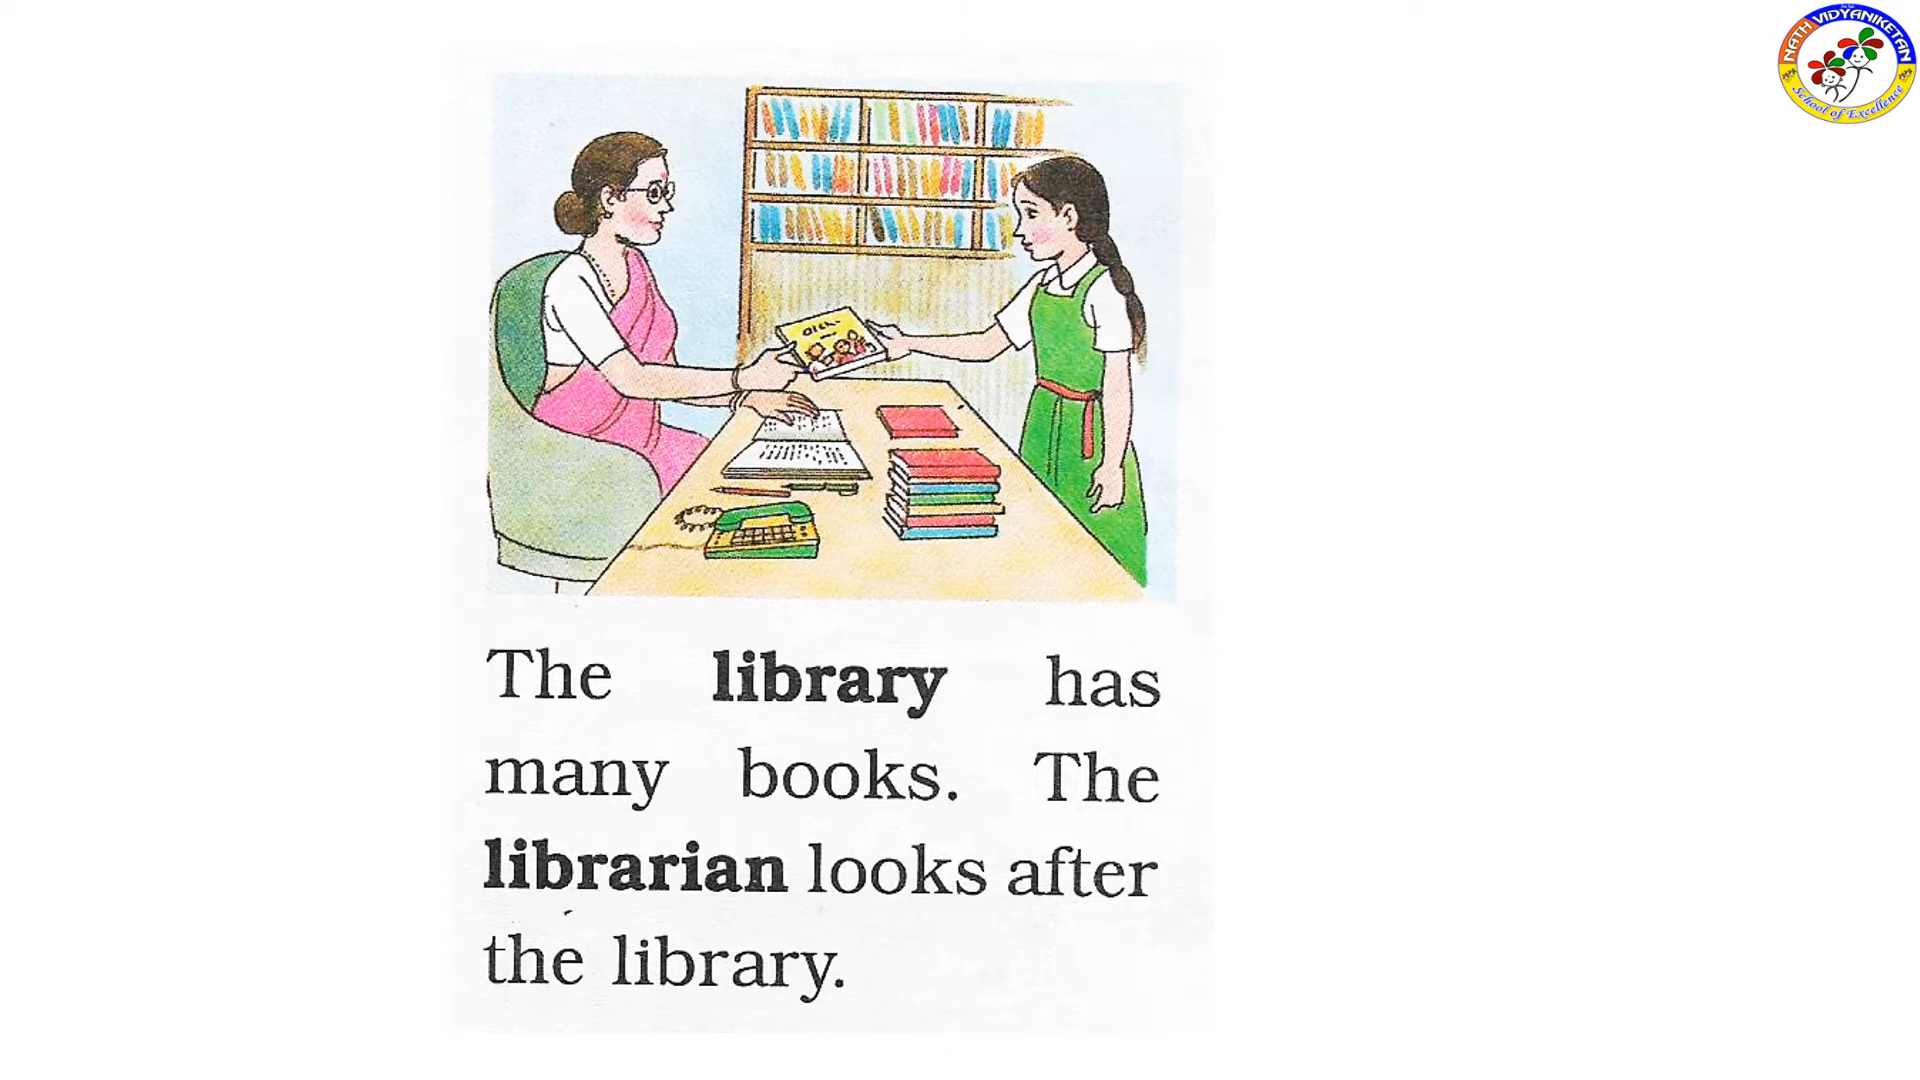 NATH VIDYANIKETAN
School of Excellence
The library has
many books. The
librarian looks after
the library.